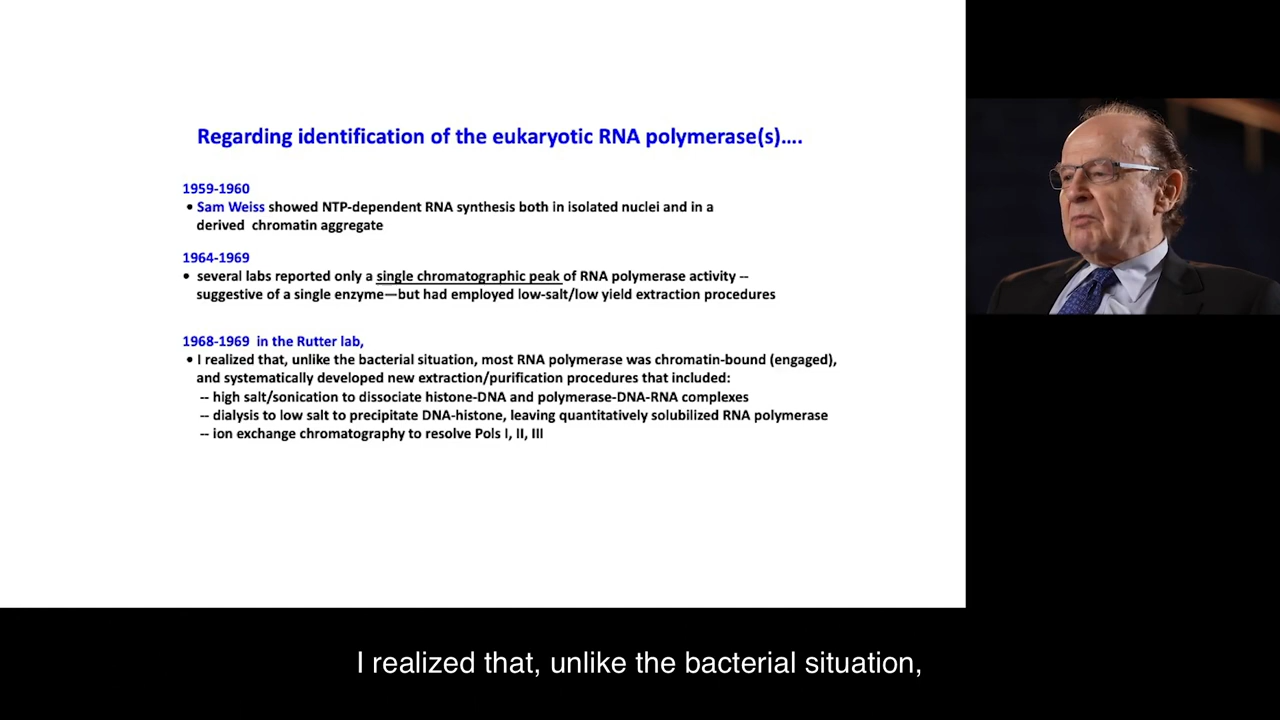 Regarding identification of the eukaryotic RNA polymerase(s)….
1959-1960
• Sam Weiss showed NTP-dependent RNA synthesis both in isolated nuclei and in a
derived chromatin aggregate
1964-1969
• several labs reported only a single chromatographic peak of RNA polymerase activity --
suggestive of a single enzyme—but had employed low-salt/low yield extraction procedures
1968-1969 in the Rutter lab,
• I realized that, unlike the bacterial situation, most RNA polymerase was chromatin-bound (engaged),
and systematically developed new extraction/purification procedures that included:
-- high salt/sonication to dissociate histone-DNA and polymerase-DNA-RNA complexes
-- dialysis to low salt to precipitate DNA-histone, leaving quantitatively solubilized RNA polymerase
-- ion exchange chromatography to resolve Pols I, II, III
I realized that, unlike the bacterial situation,